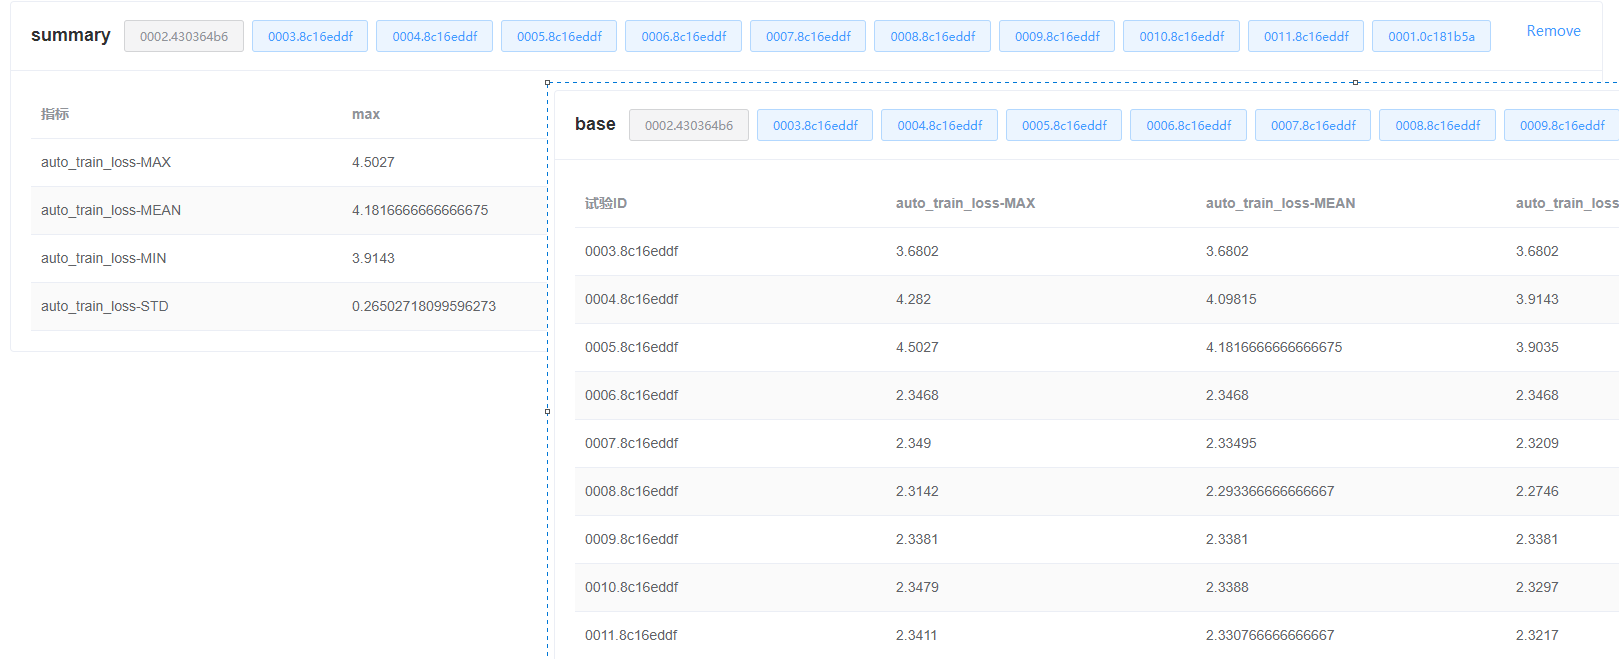 summary 0002.430364b6 0003.8c16eddf 0004.8c16eddf 0005.8c16eddf 0006.8c16eddf 0007.8c16eddf 0008.8c16eddf 0009.8c16eddf 0010.8c16eddf 0011.8c16eddf 0001.0c181b5a Remove
指标 max
auto_train_loss-MAX 4.5027
auto_train_loss-MEAN 4.1816666666666675
auto_train_loss-MIN 3.9143
auto_train_loss-STD 0.26502718099596273
base 0002.430364b6 0003.8c16eddf 0004.8c16eddf 0005.8c16eddf 0006.8c16eddf 0007.8c16eddf 0008.8c16eddf 0009.8c16eddf
试验ID auto_train_loss-MAX auto_train_loss-MEAN auto_train_loss
0003.8c16eddf 3.6802 3.6802 3.6802
0004.8c16eddf 4.282 4.09815 3.9143
0005.8c16eddf 4.5027 4.1816666666666675 3.9035
0006.8c16eddf 2.3468 2.3468 2.3468
0007.8c16eddf 2.349 2.33495 2.3209
0008.8c16eddf 2.3142 2.293366666666667 2.2746
0009.8c16eddf 2.3381 2.3381 2.3381
0010.8c16eddf 2.3479 2.3388 2.3297
0011.8c16eddf 2.3411 2.330766666666667 2.3217